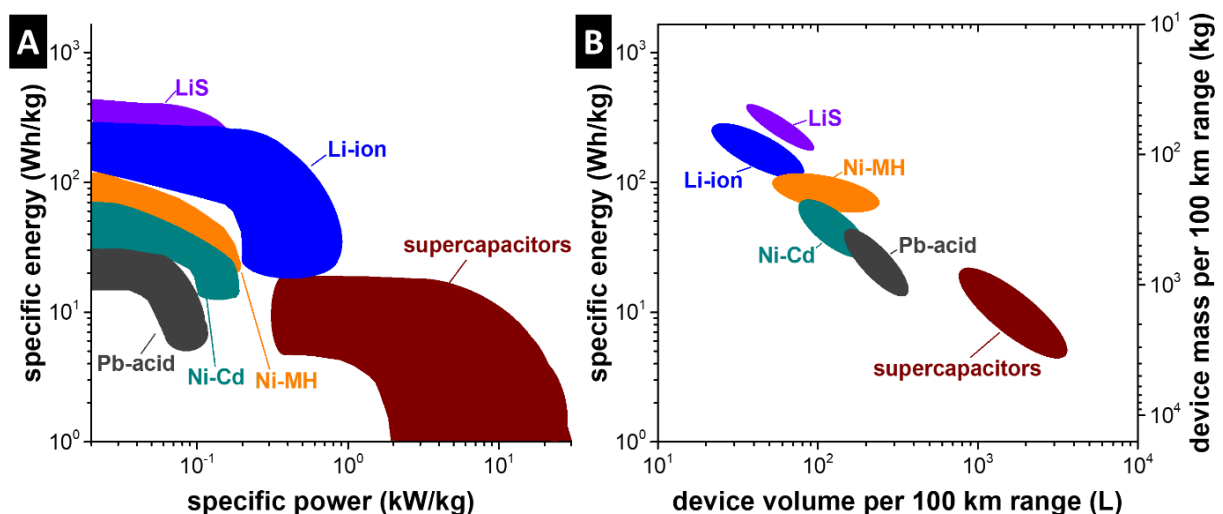 A
specific energy (Wh/kg)
10³
10²
10¹
10⁰
LiS
Li-ion
supercapacitors
Pb-acid
Ni-Cd
Ni-MH
10⁻¹
10⁰
10¹
specific power (kW/kg)
B
specific energy (Wh/kg)
10³
10²
10¹
10⁰
LiS
Li-ion
Ni-MH
Ni-Cd
Pb-acid
supercapacitors
10¹
10²
10³
10⁴
device volume per 100 km range (L)
10¹
10²
10³
10⁴
device mass per 100 km range (kg)